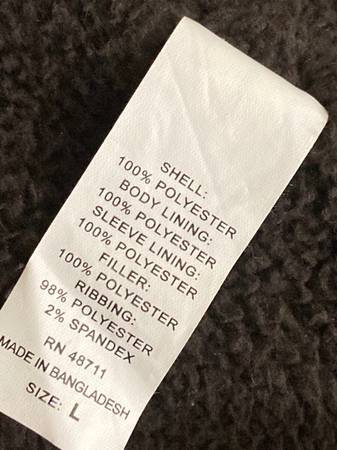 SHELL:
100% POLYESTER
BODY LINING:
100% POLYESTER
SLEEVE LINING:
100% POLYESTER
FILLER:
100% POLYESTER
RIBBING:
98% POLYESTER
2% SPANDEX
RN 48711
MADE IN BANGLADESH
SIZE: L